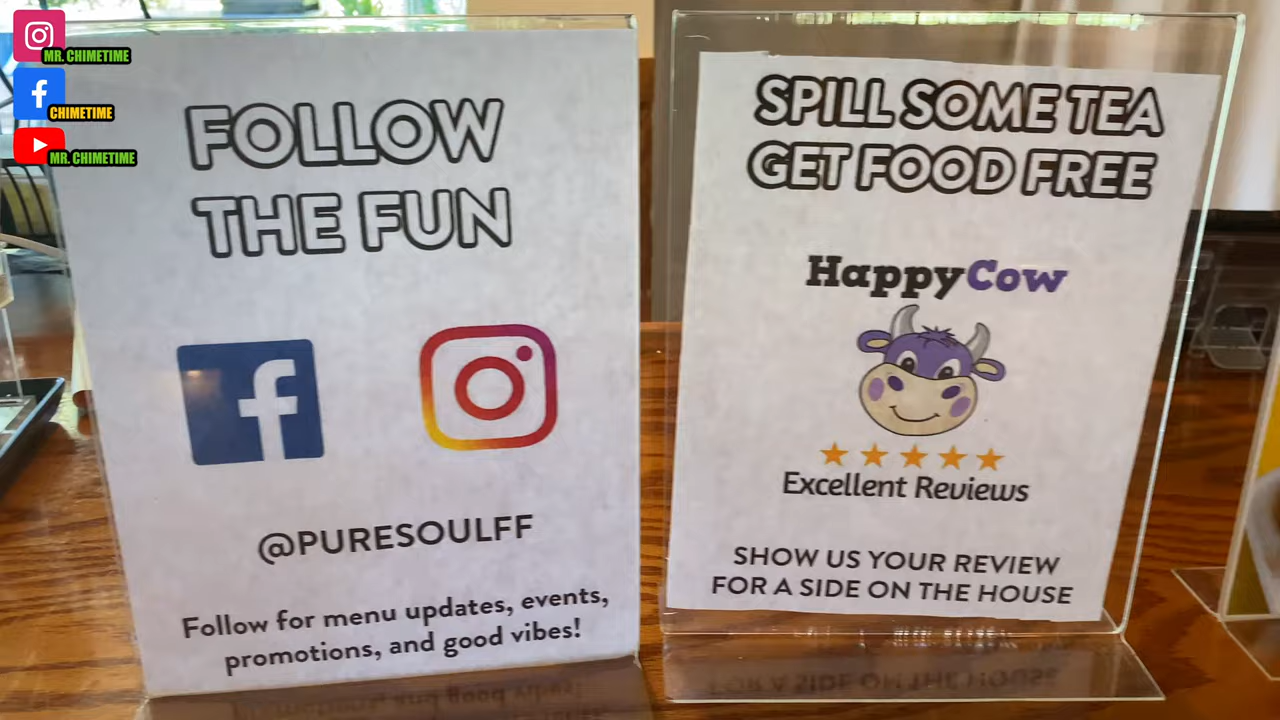 MR. CHIMETIME
CHIMETIME
MR. CHIMETIME
FOLLOW
THE FUN
@PURESOULFF
Follow for menu updates, events,
promotions, and good vibes!
SPILL SOME TEA
GET FOOD FREE
HappyCow
Excellent Reviews
SHOW US YOUR REVIEW
FOR A SIDE ON THE HOUSE